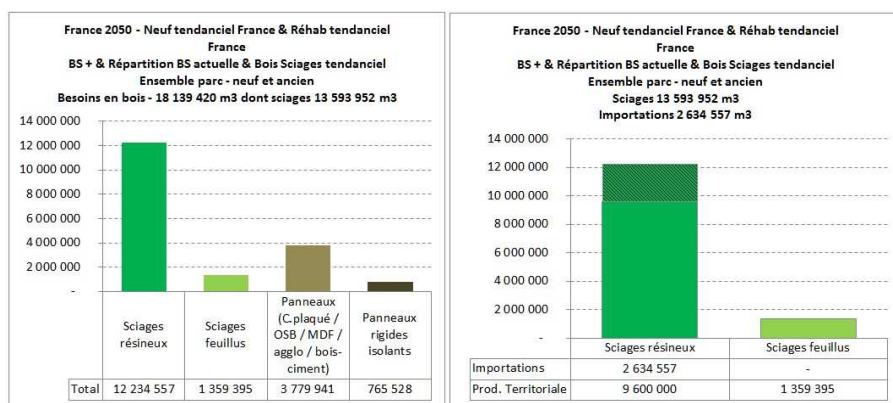 France 2050 - Neuf tendanciel France & Réhab tendanciel
France
BS + & Répartition BS actuelle & Bois Sciages tendanciel
Ensemble parc - neuf et ancien
Besoins en bois - 18 139 420 m3 dont sciages 13 593 952 m3
14 000 000
12 000 000
10 000 000
8 000 000
6 000 000
4 000 000
2 000 000
-
Sciages
résineux
Sciages
feuillus
Panneaux
(C.plaqué /
OSB / MDF /
agglo / bois-
ciment)
Panneaux
rigides
isolants
Total 12 234 557 1 359 395 3 779 941 765 528
France 2050 - Neuf tendanciel France & Réhab tendanciel
France
BS + & Répartition BS actuelle & Bois Sciages tendanciel
Ensemble parc - neuf et ancien
Sciages 13 593 952 m3
Importations 2 634 557 m3
14 000 000
12 000 000
10 000 000
8 000 000
6 000 000
4 000 000
2 000 000
-
Sciages résineux Sciages feuillus
Importations 2 634 557 -
Prod. Territoriale 9 600 000 1 359 395